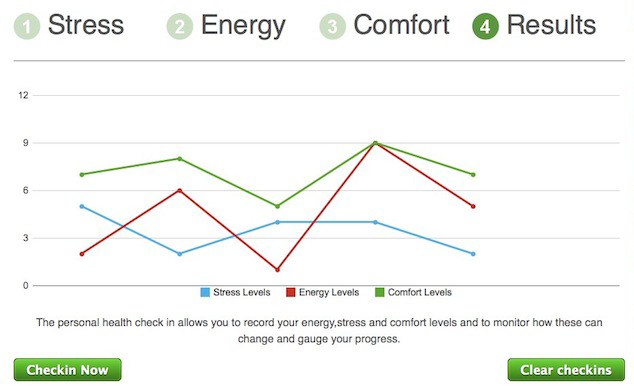 1 Stress 2 Energy 3 Comfort 4 Results
12
9
6
3
0
Stress Levels Energy Levels Comfort Levels
The personal health check in allows you to record your energy,stress and comfort levels and to monitor how these can
change and gauge your progress.
Checkin Now Clear checkins